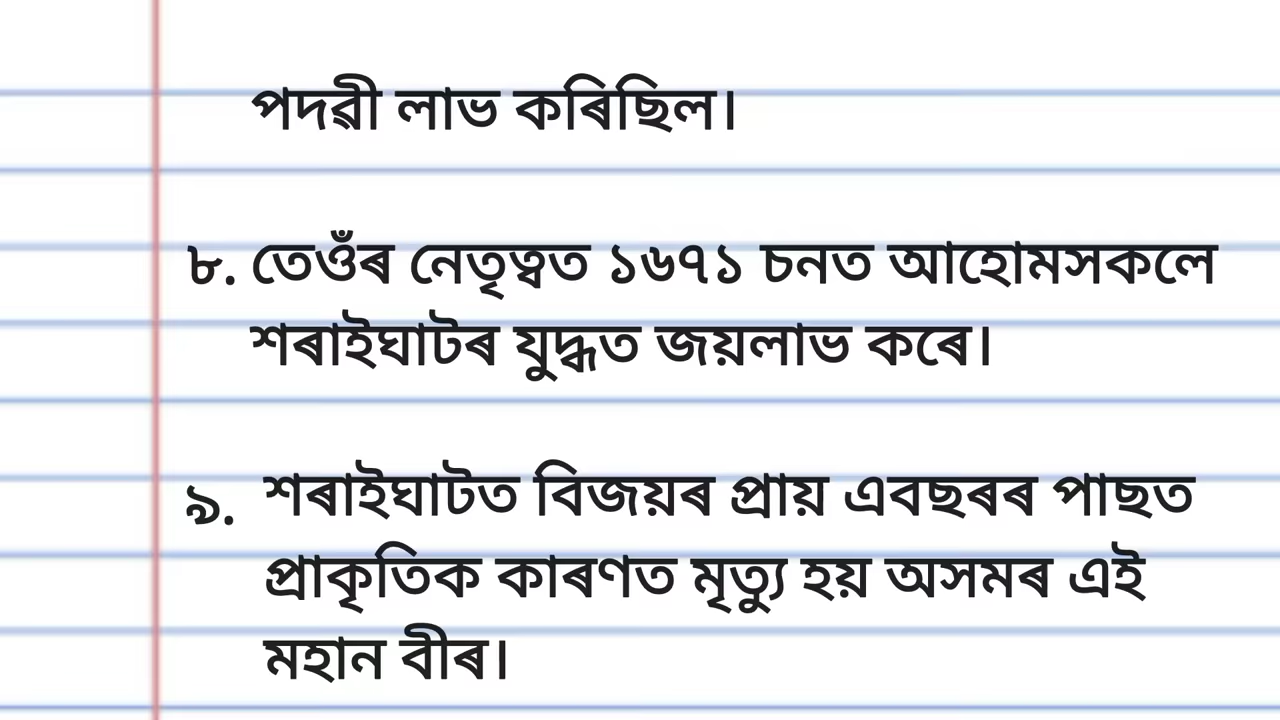 পদৱী লাভ কৰিছিল।
৮. তেওঁৰ নেতৃত্বত ১৬৭১ চনত আহোমসকলে
শৰাইঘাটৰ যুদ্ধত জয়লাভ কৰে।
৯. শৰাইঘাটত বিজয়ৰ প্ৰায় এবছৰৰ পাছত
প্ৰাকৃতিক কাৰণত মৃত্যু হয় অসমৰ এই
মহান বীৰ।